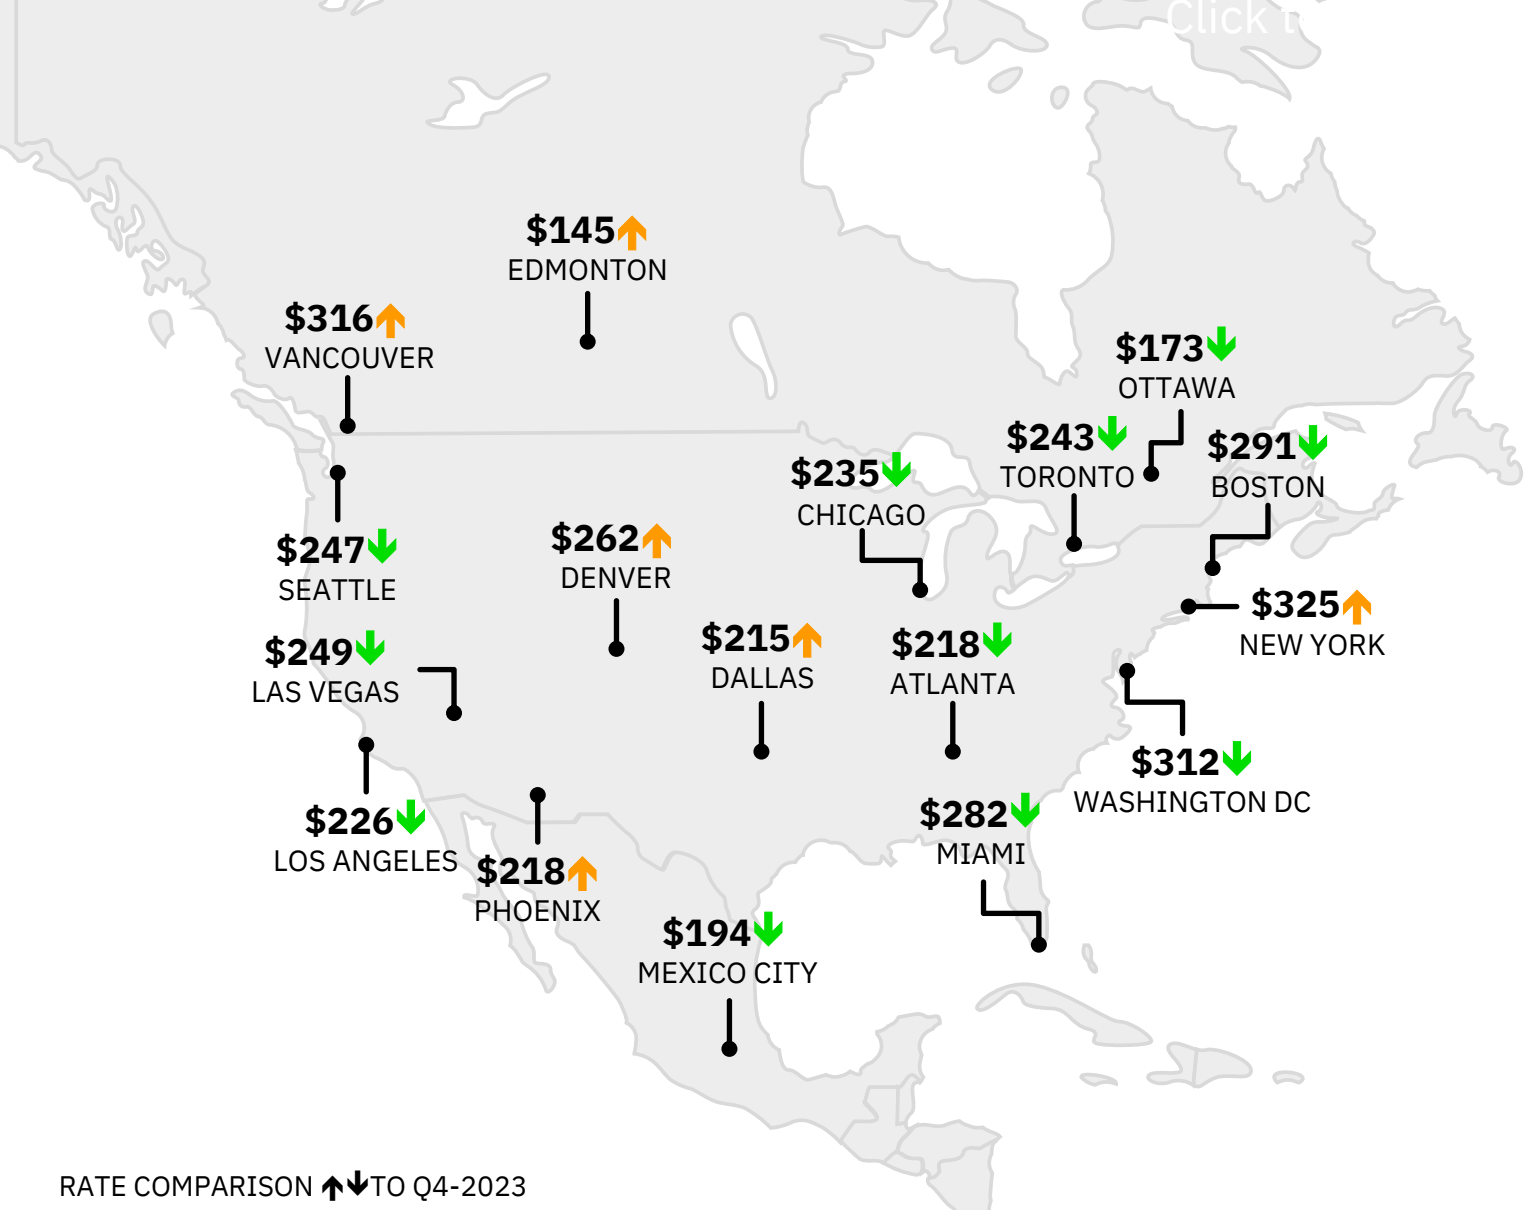 Click t
$145
EDMONTON
$316
VANCOUVER
$173
OTTAWA
$243
TORONTO
$291
BOSTON
$235
CHICAGO
$247
SEATTLE
$262
DENVER
$325
NEW YORK
$249
LAS VEGAS
$215
DALLAS
$218
ATLANTA
$312
WASHINGTON DC
$226
LOS ANGELES
$218
PHOENIX
$282
MIAMI
$194
MEXICO CITY
RATE COMPARISON ↑↓TO Q4-2023